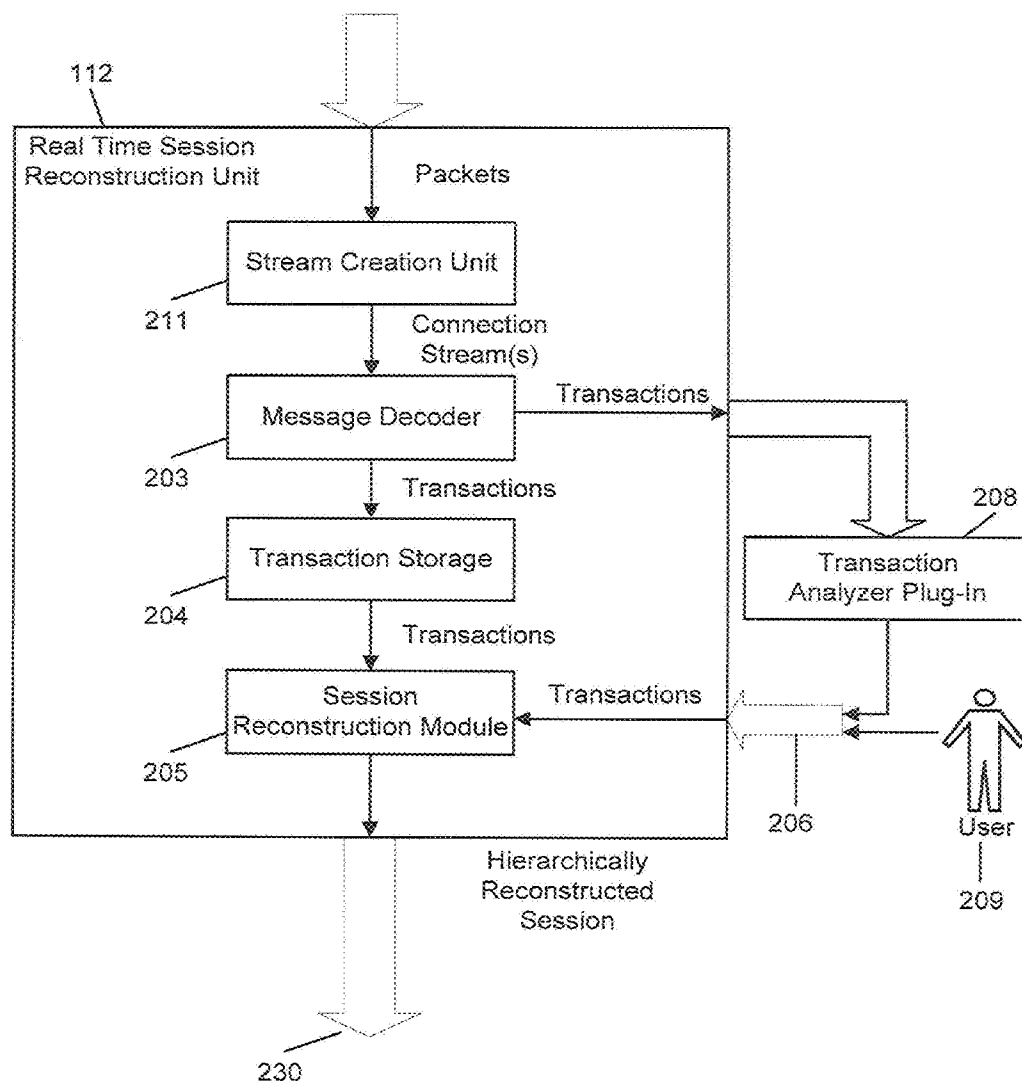 112
Real Time Session
Reconstruction Unit
Packets
Stream Creation Unit
211
Connection
Stream(s)
Message Decoder
Transactions
203
Transactions
208
Transaction Storage
Transaction
Analyzer Plug-In
204
Transactions
Session
Reconstruction Module
Transactions
205
206
User
209
Hierarchically
Reconstructed
Session
230